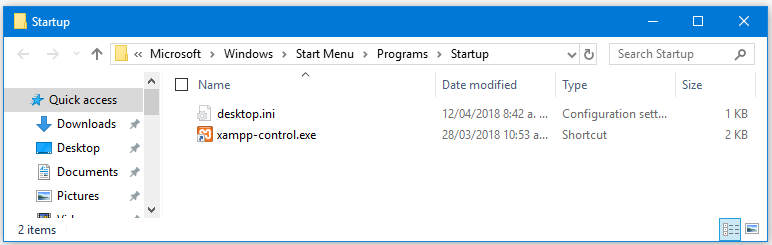 Startup
« Microsoft > Windows > Start Menu > Programs > Startup
Search Startup
Name Date modified Type Size
Quick access
Downloads
Desktop
Documents
Pictures
desktop.ini 12/04/2018 8:42 a. ... Configuration sett... 1 KB
xampp-control.exe 28/03/2018 10:53 a... Shortcut 2 KB
2 items